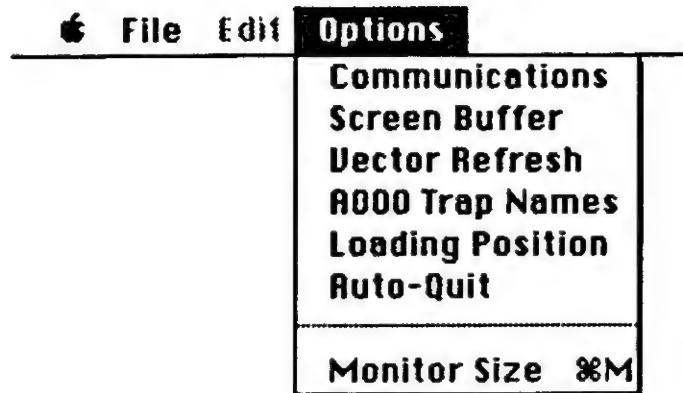 File Edit Options
Communications
Screen Buffer
Vector Refresh
A000 Trap Names
Loading Position
Auto-Quit
Monitor Size ⌘M